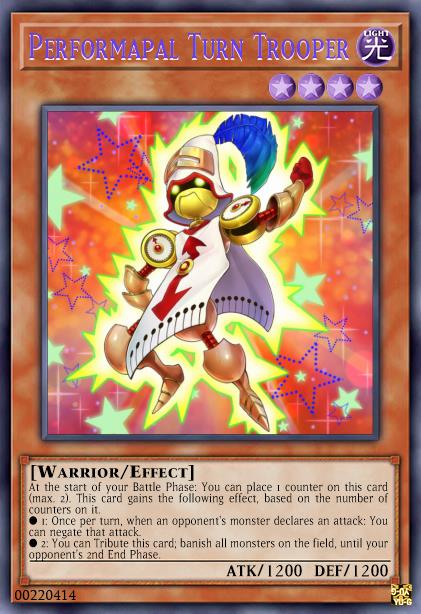 PERFORMAPAL TURN TROOPER
LIGHT
光
[WARRIOR/EFFECT]
At the start of your Battle Phase: You can place 1 counter on this card
(max. 2). This card gains the following effect, based on the number of
counters on it.
● 1: Once per turn, when an opponent's monster declares an attack: You
can negate that attack.
● 2: You can Tribute this card; banish all monsters on the field, until your
opponent's 2nd End Phase.
ATK/1200 DEF/1200
00220414